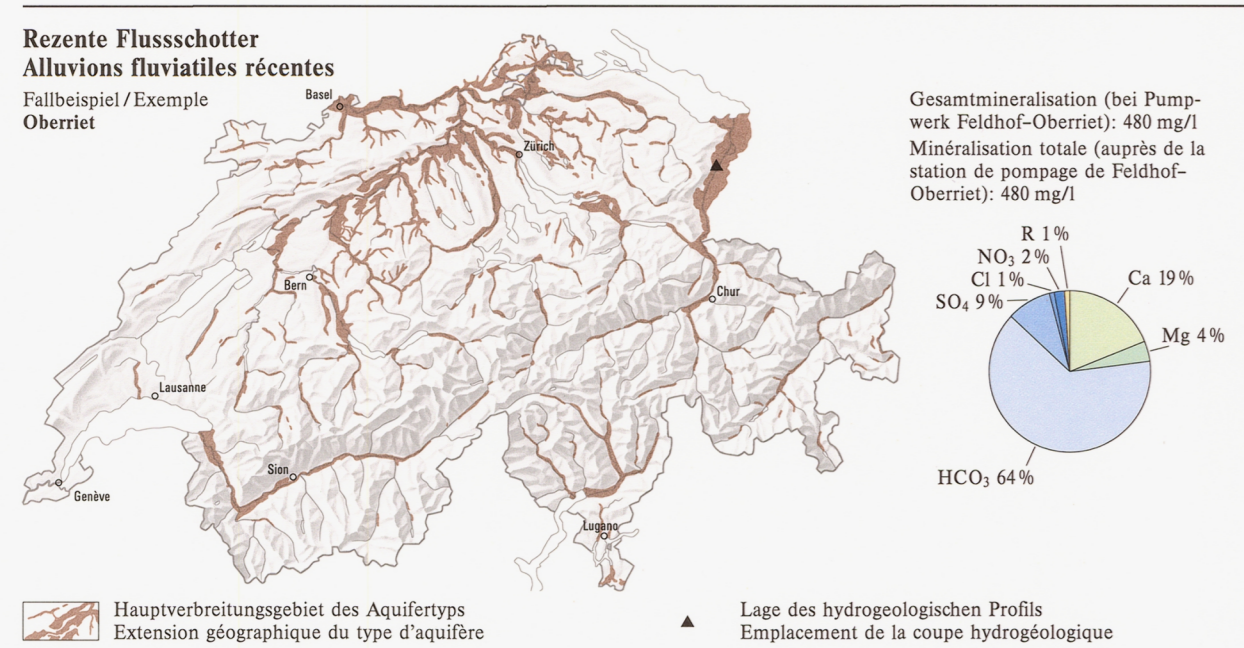 Rezente Flussschotter
Alluvions fluviatiles récentes
Fallbeispiel / Exemple
Oberriet
Basel
Zürich
Bern
Chur
Lausanne
Sion
Genève
Lugano
Gesamtmineralisation (bei Pump-
werk Feldhof–Oberriet): 480 mg/l
Minéralisation totale (auprès de la
station de pompage de Feldhof–
Oberriet): 480 mg/l
R 1%
NO₃ 2%
Cl 1%
SO₄ 9%
Ca 19%
Mg 4%
HCO₃ 64%
Hauptverbreitungsgebiet des Aquifertyps
Extension géographique du type d'aquifère
Lage des hydrogeologischen Profils
Emplacement de la coupe hydrogéologique